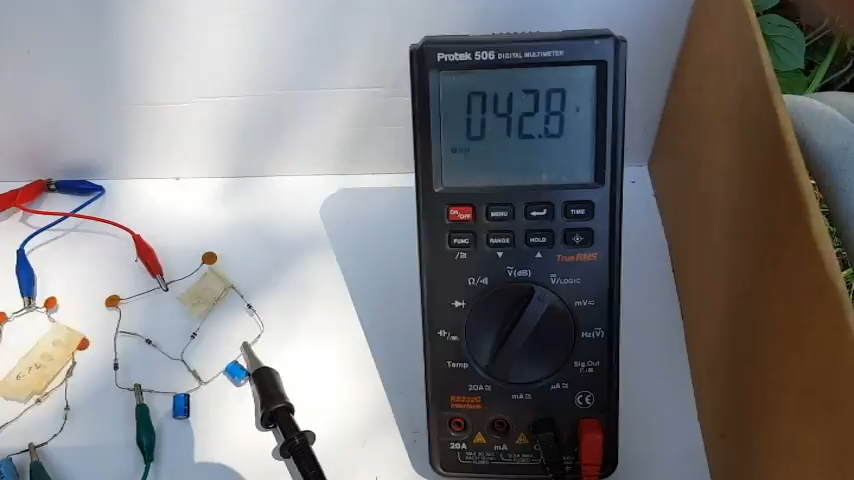 Protek 506 DIGITAL MULTIMETER
042.8
ON/OFF
MENU
TIME
FUNC
RANGE
HOLD
True RMS
V(dB)
V/LOGIC
mV
Hz(V)
Temp
Sig.Out
20A
mA
µA
RS232C
20A
mA
CE